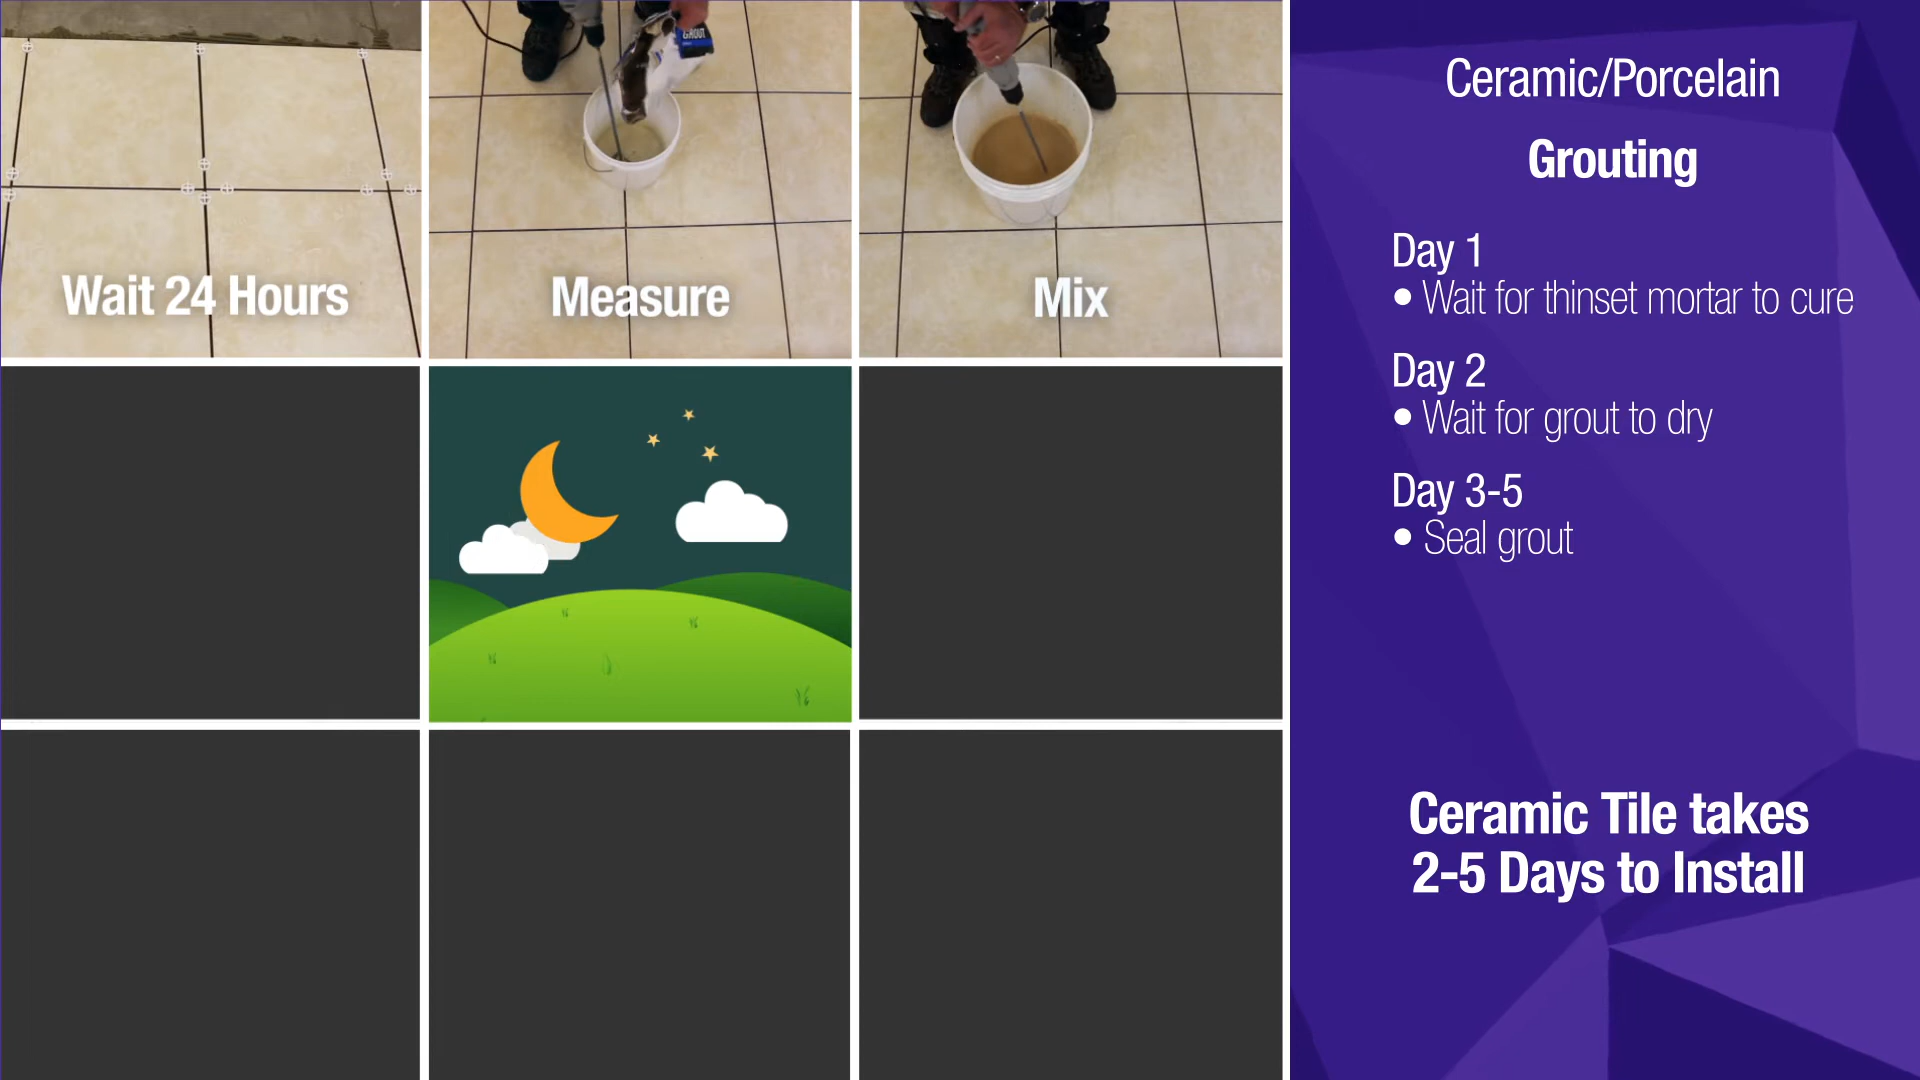 GROUT
Wait 24 Hours
Measure
Mix
Ceramic/Porcelain
Grouting
Day 1
• Wait for thinset mortar to cure
Day 2
• Wait for grout to dry
Day 3-5
• Seal grout
Ceramic Tile takes
2-5 Days to Install